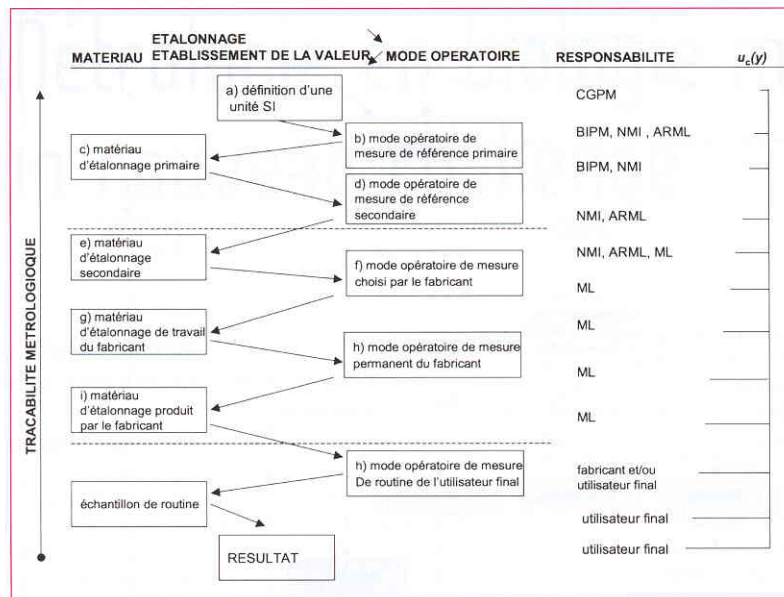 ETALONNAGE
MATERIAU ETABLISSEMENT DE LA VALEUR MODE OPERATOIRE RESPONSABILITE uc(y)
a) définition d'une
unité SI
CGPM
b) mode opératoire de
mesure de référence primaire
BIPM, NMI , ARML
c) matériau
d'étalonnage primaire
BIPM, NMI
d) mode opératoire de
mesure de référence
secondaire
NMI, ARML
e) matériau
d'étalonnage
secondaire
NMI, ARML, ML
f) mode opératoire de mesure
choisi par le fabricant
ML
g) matériau
d'étalonnage de travail
du fabricant
ML
h) mode opératoire de mesure
permanent du fabricant
ML
i) matériau
d'étalonnage produit
par le fabricant
ML
h) mode opératoire de mesure
De routine de l'utilisateur final
fabricant et/ou
utilisateur final
échantillon de routine
utilisateur final
RESULTAT
utilisateur final
TRACABILITE METROLOGIOQUE